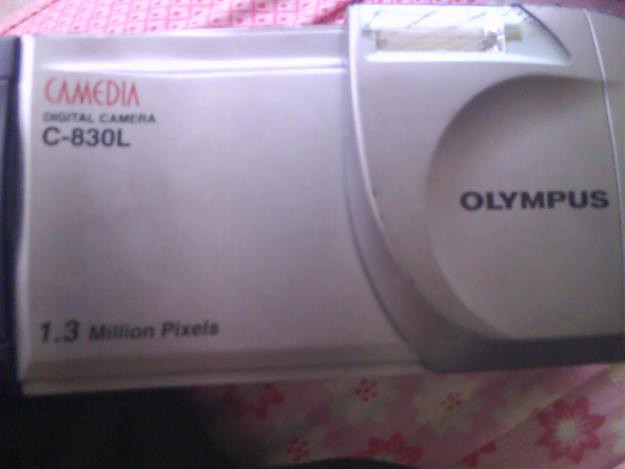 CAMEDIA
DIGITAL CAMERA
C-830L
OLYMPUS
1.3 Million Pixels